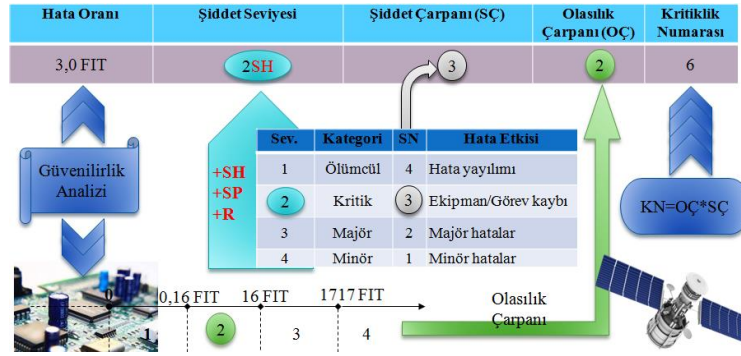 Hata Oranı Şiddet Seviyesi Şiddet Çarpanı (SÇ) Olasılık Çarpanı (OÇ) Kritiklik Numarası
3,0 FIT 2SH 3 2 6
Güvenilirlik
Analizi
+SH
+SP
+R
Sev. Kategori SN Hata Etkisi
1 Ölümcül 4 Hata yayılımı
2 Kritik 3 Ekipman/Görev kaybı
3 Majör 2 Majör hatalar
4 Minör 1 Minör hatalar
KN=OÇ*SÇ
0 0,16 FIT 16 FIT 1717 FIT
1 2 3 4
Olasılık
Çarpanı